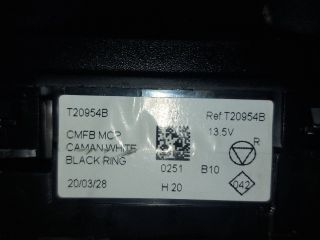 T20954B Ref T20954B
CMFB MCP 13.5V
CAMAN WHITE R
BLACK RING
0251 B10
20/03/28 H 20 042